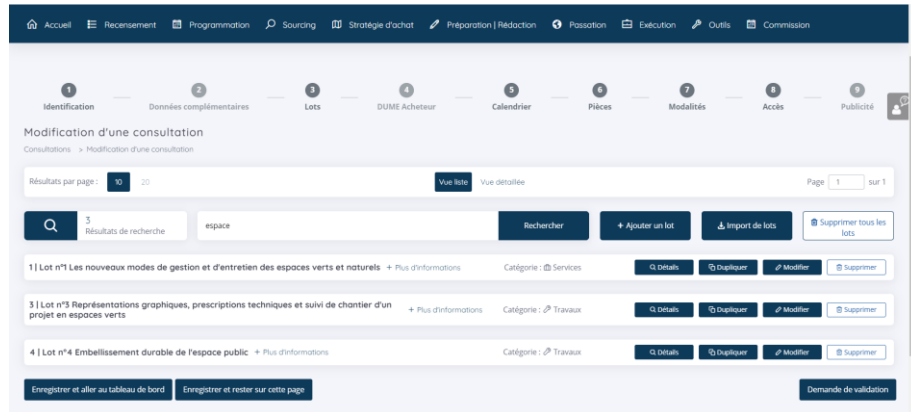 Accueil Recensement Programmation Sourcing Stratégie d'achat Préparation | Rédaction Passation Exécution Outils Commission
1 2 3 4 5 6 7 8 9
Identification Données complémentaires Lots DUME Acheteur Calendrier Pièces Modalités Accès Publicité
Modification d'une consultation
Consultations > Modification d'une consultation
Résultats par page : 10 20 Vue liste Vue détaillée Page 1 sur 1
3
Résultats de recherche
espace Rechercher + Ajouter un lot Import de lots Supprimer tous les
lots
1 | Lot n°1 Les nouveaux modes de gestion et d'entretien des espaces verts et naturels + Plus d'informations Catégorie : Services Détails Dupliquer Modifier Supprimer
3 | Lot n°3 Représentations graphiques, prescriptions techniques et suivi de chantier d'un
projet en espaces verts
+ Plus d'informations Catégorie : Travaux Détails Dupliquer Modifier Supprimer
4 | Lot n°4 Embellissement durable de l'espace public + Plus d'informations Catégorie : Travaux Détails Dupliquer Modifier Supprimer
Enregistrer et aller au tableau de bord Enregistrer et rester sur cette page Demande de validation